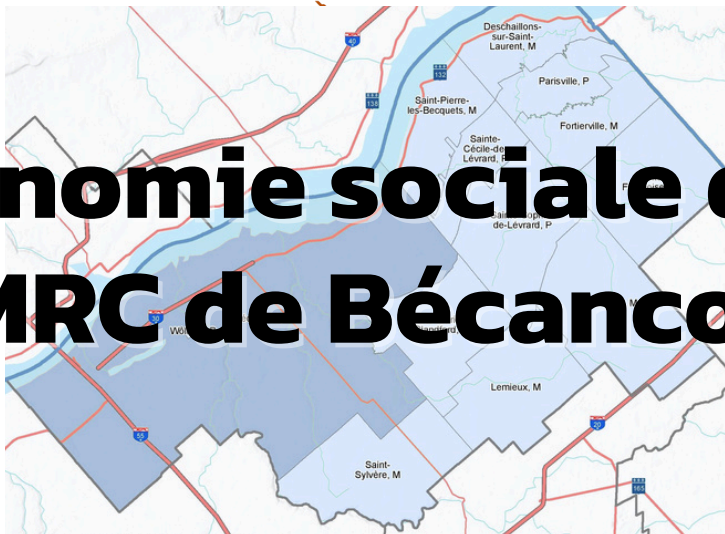 Deschaillons-
sur-Saint-
Laurent, M
40
132
Parisville, P
138
Saint-Pierre-
les-Becquets, M
Fortierville, M
Sainte-
Cécile-de-
Lévrard,
nomie sociale
de-Lévrard, P
MRC de Bécanco
30
Lemieux, M
20
55
Saint-
Sylvère, M
165